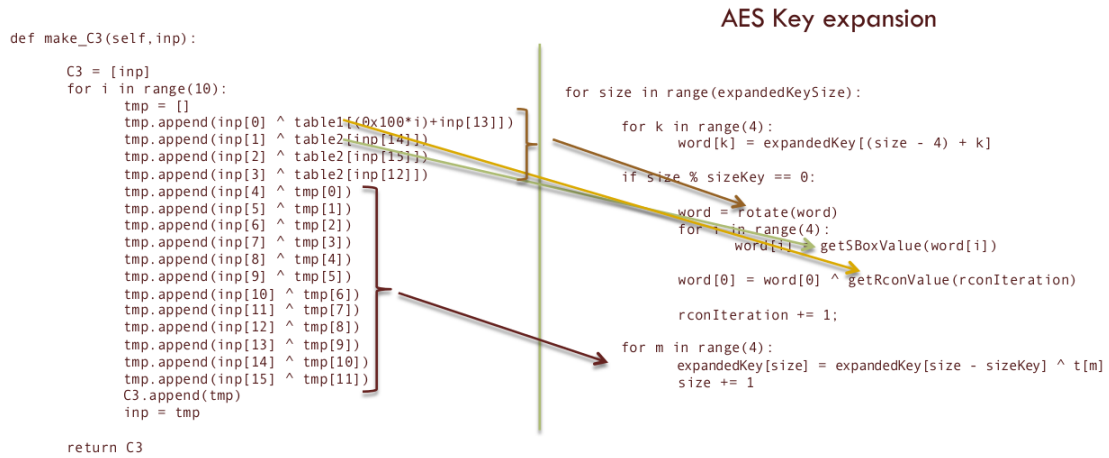 AES Key expansion
def make_C3(self,inp):
C3 = [inp]
for i in range(10):
tmp = []
tmp.append(inp[0] ^ table1[(0x100*i)+inp[13]])
tmp.append(inp[1] ^ table2[inp[14]])
tmp.append(inp[2] ^ table2[inp[15]])
tmp.append(inp[3] ^ table2[inp[12]])
tmp.append(inp[4] ^ tmp[0])
tmp.append(inp[5] ^ tmp[1])
tmp.append(inp[6] ^ tmp[2])
tmp.append(inp[7] ^ tmp[3])
tmp.append(inp[8] ^ tmp[4])
tmp.append(inp[9] ^ tmp[5])
tmp.append(inp[10] ^ tmp[6])
tmp.append(inp[11] ^ tmp[7])
tmp.append(inp[12] ^ tmp[8])
tmp.append(inp[13] ^ tmp[9])
tmp.append(inp[14] ^ tmp[10])
tmp.append(inp[15] ^ tmp[11])
C3.append(tmp)
inp = tmp
return C3
for size in range(expandedKeySize):
for k in range(4):
word[k] = expandedKey[(size - 4) + k]
if size % sizeKey == 0:
word = rotate(word)
for i in range(4):
word[i] = getSBoxValue(word[i])
word[0] = word[0] ^ getRconValue(rconIteration)
rconIteration += 1;
for m in range(4):
expandedKey[size] = expandedKey[size - sizeKey] ^ t[m]
size += 1